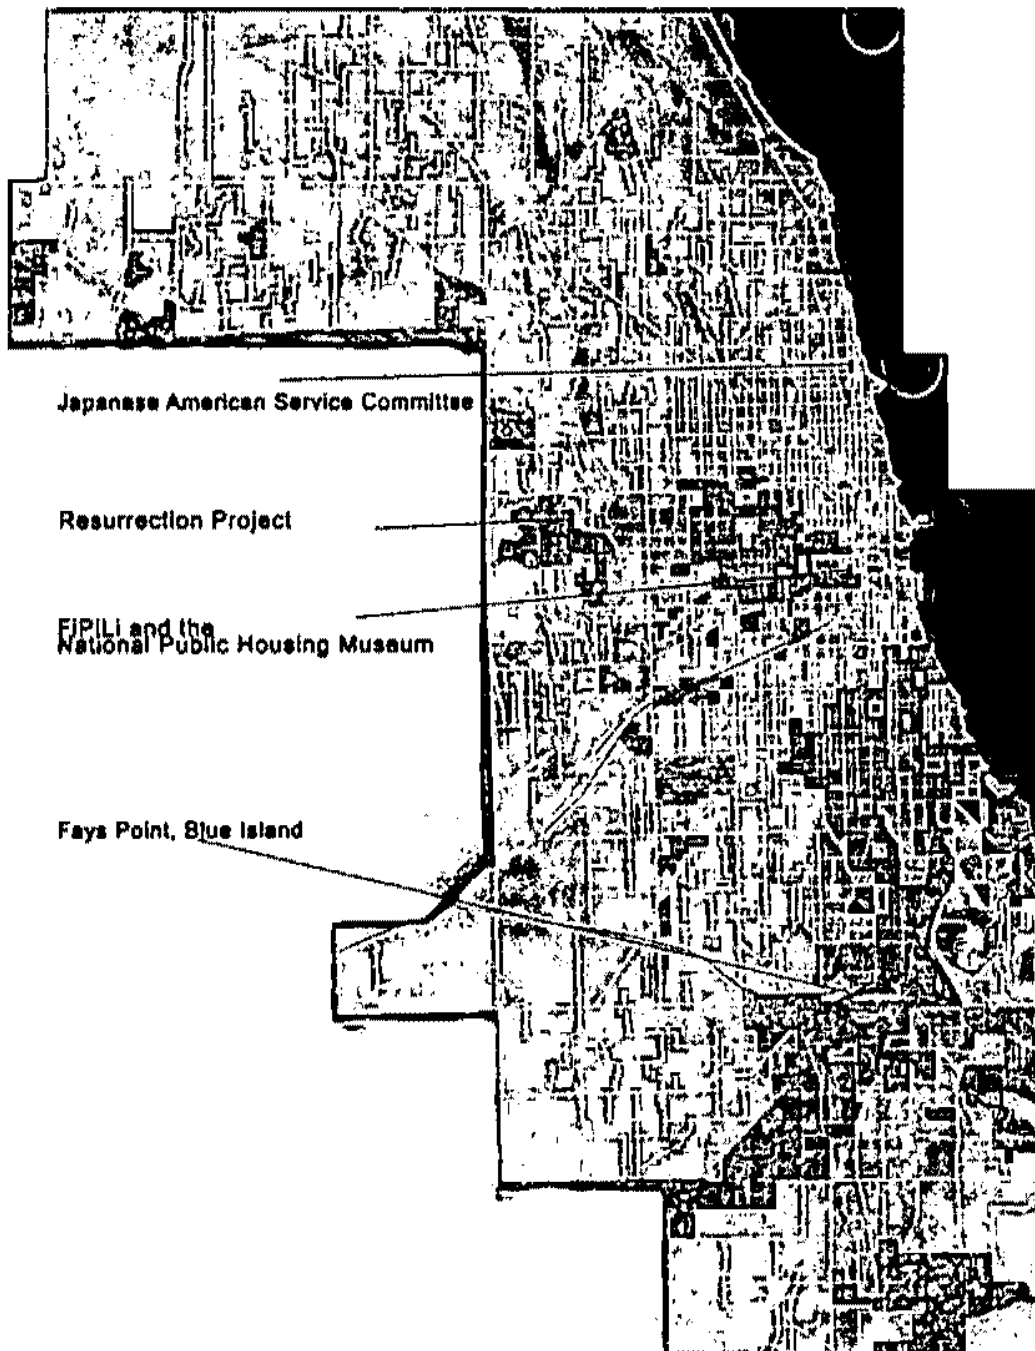 Japanese American Service Committee
Resurrection Project
FiPiLi and the
National Public Housing Museum
Fays Point, Blue Island